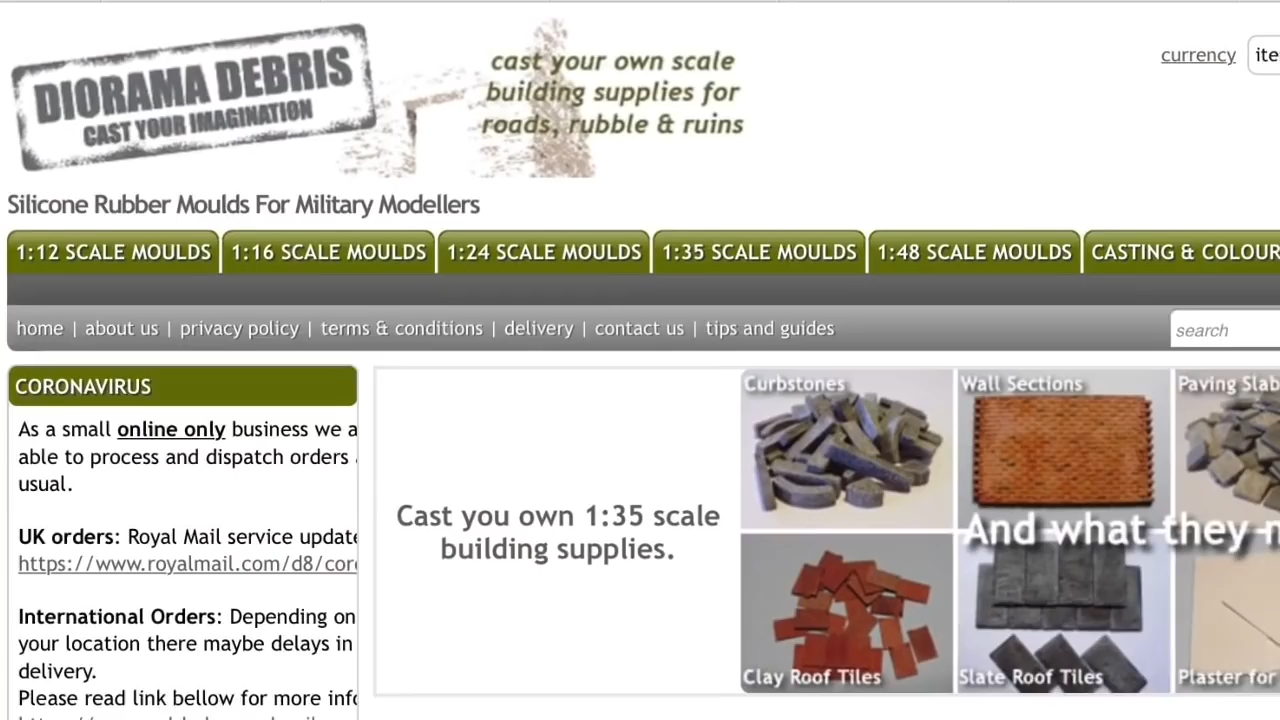 DIORAMA DEBRIS
CAST YOUR IMAGINATION
cast your own scale
building supplies for
roads, rubble & ruins
currency
Silicone Rubber Moulds For Military Modellers
1:12 SCALE MOULDS
1:16 SCALE MOULDS
1:24 SCALE MOULDS
1:35 SCALE MOULDS
1:48 SCALE MOULDS
CASTING & COLOUR
home | about us | privacy policy | terms & conditions | delivery | contact us | tips and guides
search
CORONAVIRUS
As a small online only business we a
able to process and dispatch orders
usual.
UK orders: Royal Mail service update
https://www.royalmail.com/d8/cor
International Orders: Depending on
your location there maybe delays in
delivery.
Please read link bellow for more info
Cast you own 1:35 scale
building supplies.
Curbstones
Wall Sections
Paving Slab
And what they
Clay Roof Tiles
Slate Roof Tiles
Plaster for